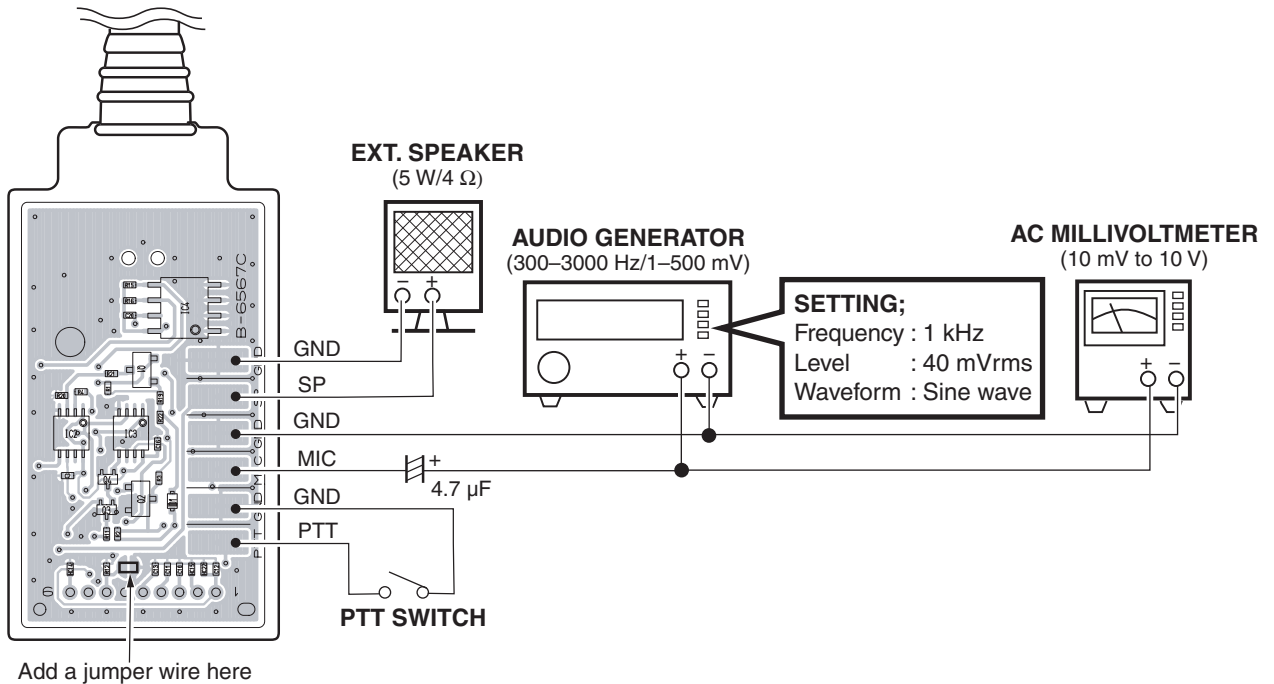 EXT. SPEAKER
(5 W/4 Ω)
AUDIO GENERATOR
(300–3000 Hz/1–500 mV)
SETTING;
Frequency : 1 kHz
Level : 40 mVrms
Waveform : Sine wave
AC MILLIVOLTMETER
(10 mV to 10 V)
B-6567C
IC4
IC2
IC3
GND
SP
GND
MIC
GND
PTT
− +
+ −
+ −
+
4.7 µF
PTT SWITCH
9
1
Add a jumper wire here